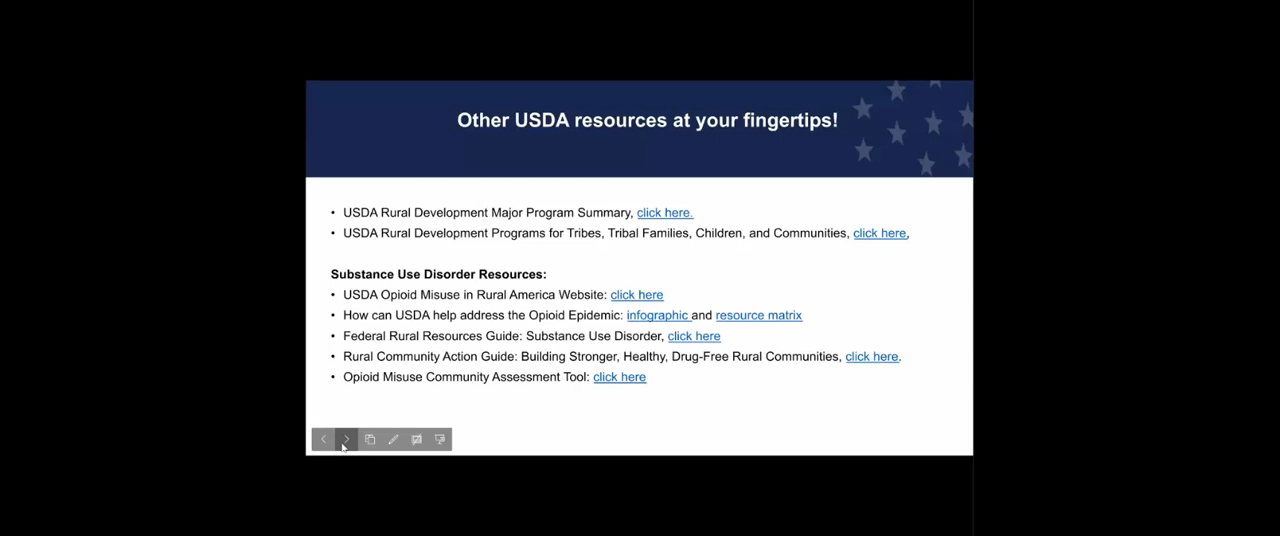 Other USDA resources at your fingertips!
• USDA Rural Development Major Program Summary, click here.
• USDA Rural Development Programs for Tribes, Tribal Families, Children, and Communities, click here,
Substance Use Disorder Resources:
• USDA Opioid Misuse in Rural America Website: click here
• How can USDA help address the Opioid Epidemic: infographic and resource matrix
• Federal Rural Resources Guide: Substance Use Disorder, click here
• Rural Community Action Guide: Building Stronger, Healthy, Drug-Free Rural Communities, click here.
• Opioid Misuse Community Assessment Tool: click here